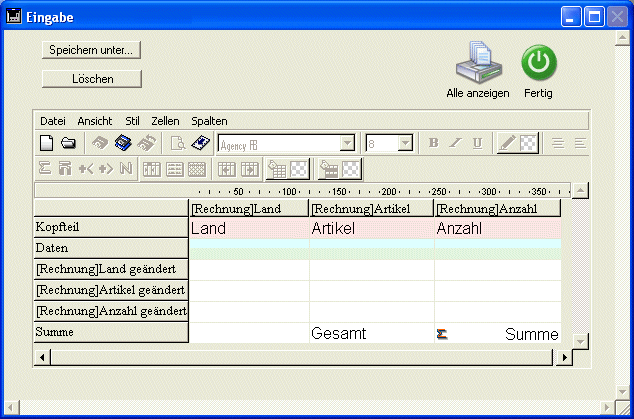 Eingabe
Speichern unter...
Löschen
Alle anzeigen
Fertig
Datei Ansicht Stil Zellen Spalten
Agency FB 8 B I U
Σ N
50 100 150 200 250 300 350
[Rechnung]Land [Rechnung]Artikel [Rechnung]Anzahl
Kopfteil Land Artikel Anzahl
Daten
[Rechnung]Land geändert
[Rechnung]Artikel geändert
[Rechnung]Anzahl geändert
Summe Gesamt Σ Summe